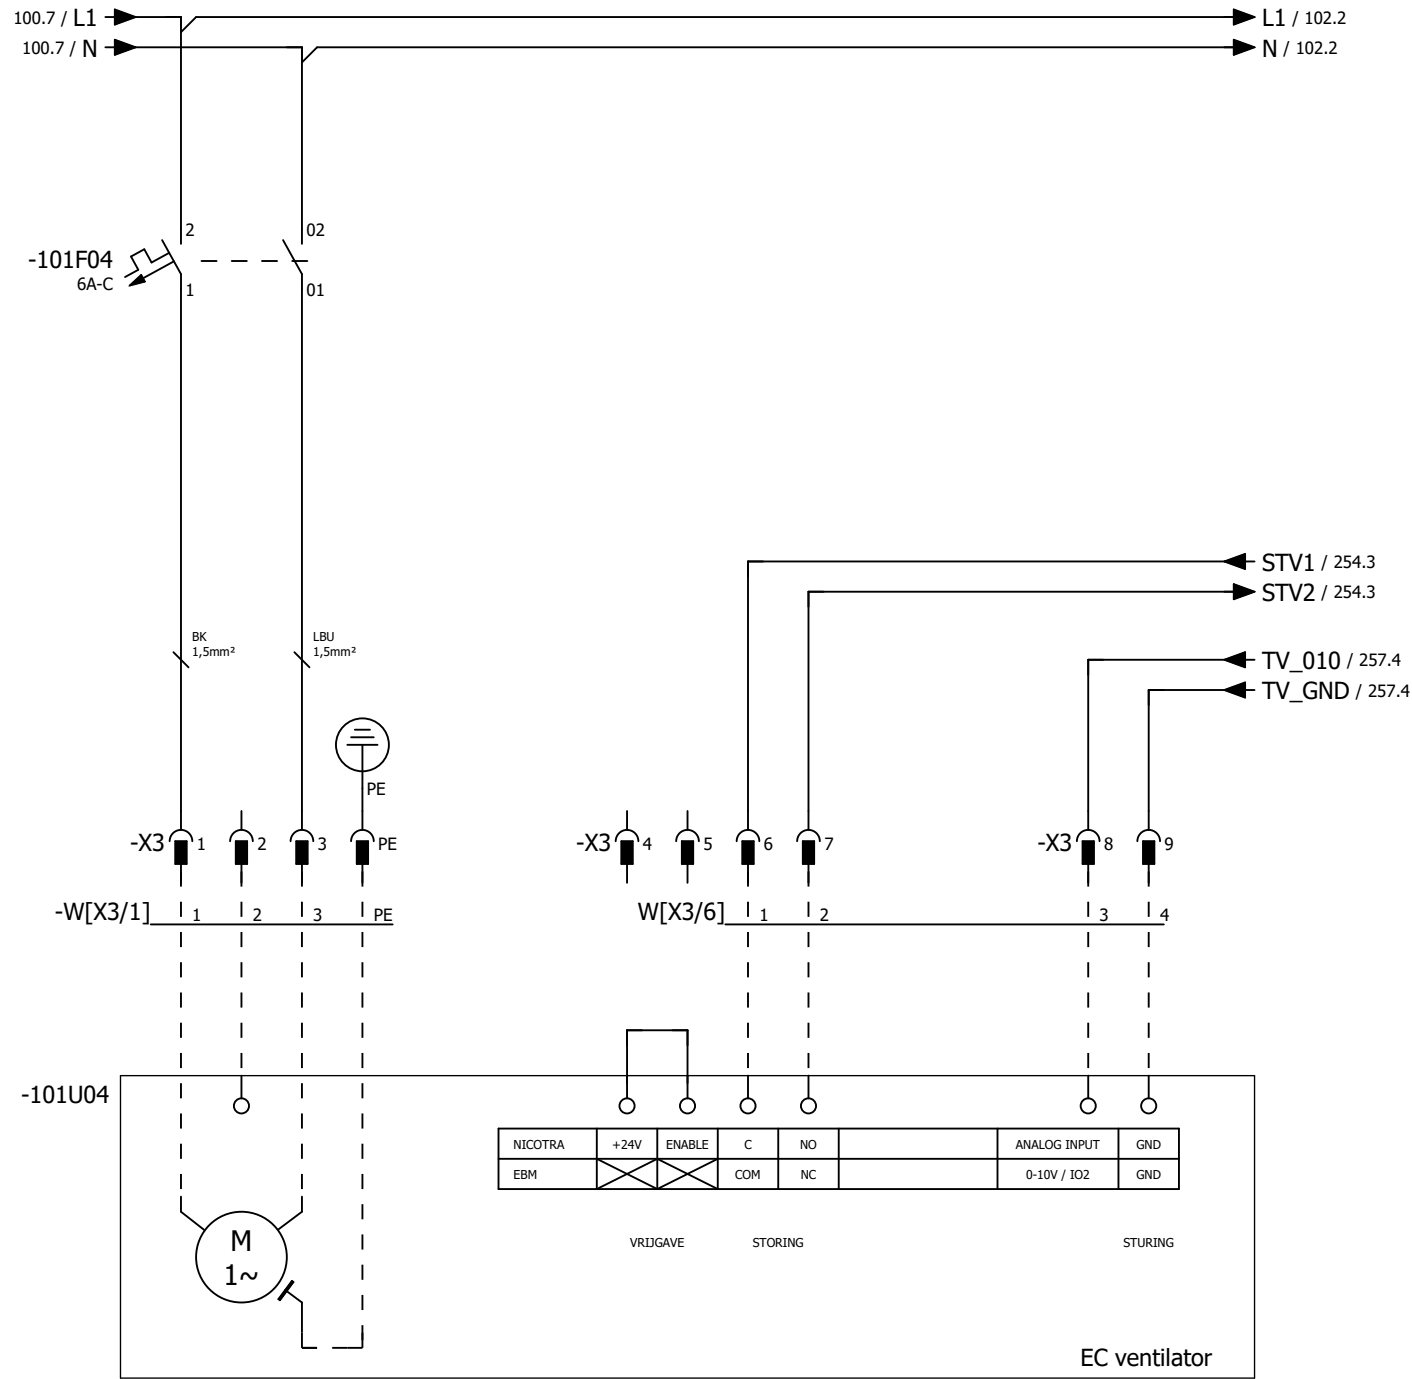 100.7 / L1 L1 / 102.2
100.7 / N N / 102.2
2 02
-101F04
6A-C
1 01
STV1 / 254.3
STV2 / 254.3
BK LBU
1,5mm² 1,5mm²
TV_010 / 257.4
TV_GND / 257.4
PE
-X3 1 2 3 PE -X3 4 5 6 7 -X3 8 9
-W[X3/1] 1 2 3 PE W[X3/6] 1 2 3 4
-101U04
NICOTRA +24V ENABLE C NO ANALOG INPUT GND
EBM COM NC 0-10V / IO2 GND
VRIJGAVE STORING STURING
M
1~
EC ventilator